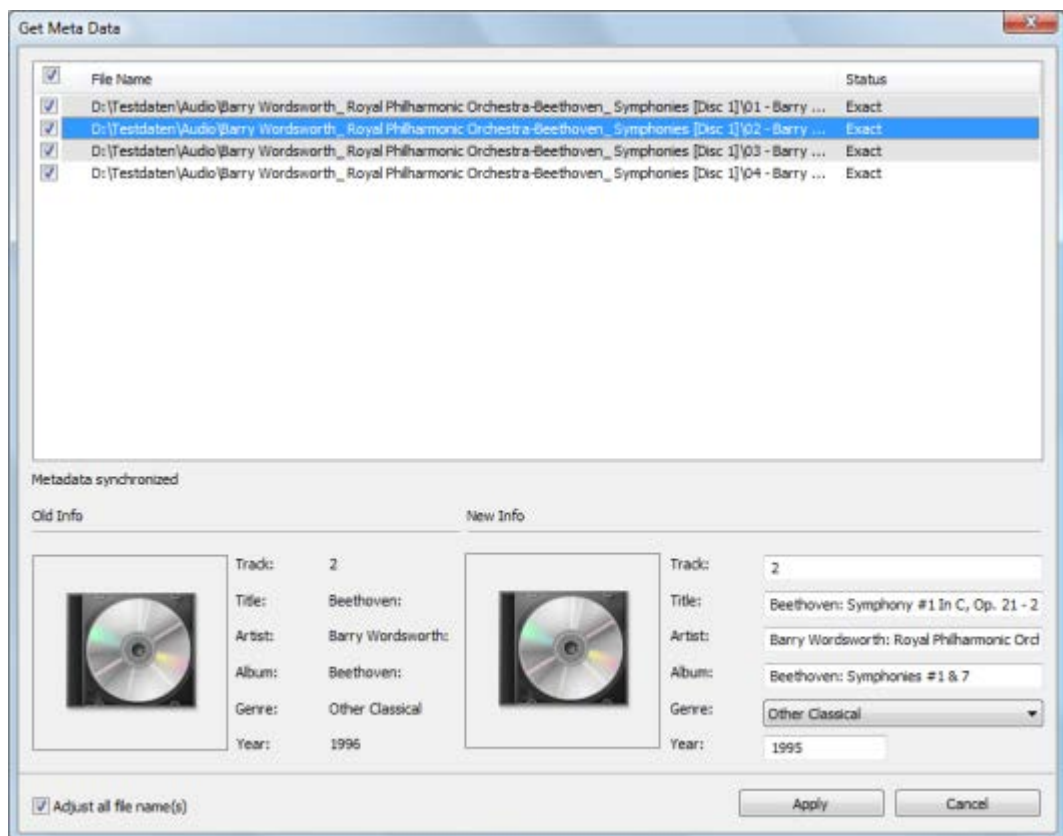 Get Meta Data
File Name Status
D:\Testdaten\Audio\Barry Wordsworth_ Royal Philharmonic Orchestra-Beethoven_ Symphonies [Disc 1]\01 - Barry ... Exact
D:\Testdaten\Audio\Barry Wordsworth_ Royal Philharmonic Orchestra-Beethoven_ Symphonies [Disc 1]\02 - Barry ... Exact
D:\Testdaten\Audio\Barry Wordsworth_ Royal Philharmonic Orchestra-Beethoven_ Symphonies [Disc 1]\03 - Barry ... Exact
D:\Testdaten\Audio\Barry Wordsworth_ Royal Philharmonic Orchestra-Beethoven_ Symphonies [Disc 1]\04 - Barry ... Exact
Metadata synchronized
Old Info New Info
Track: 2 Track: 2
Title: Beethoven: Title: Beethoven: Symphony #1 In C, Op. 21 - 2
Artist: Barry Wordsworth: Artist: Barry Wordsworth: Royal Philharmonic Orcl
Album: Beethoven: Album: Beethoven: Symphonies #1 & 7
Genre: Other Classical Genre: Other Classical
Year: 1996 Year: 1995
Adjust all file name(s) Apply Cancel